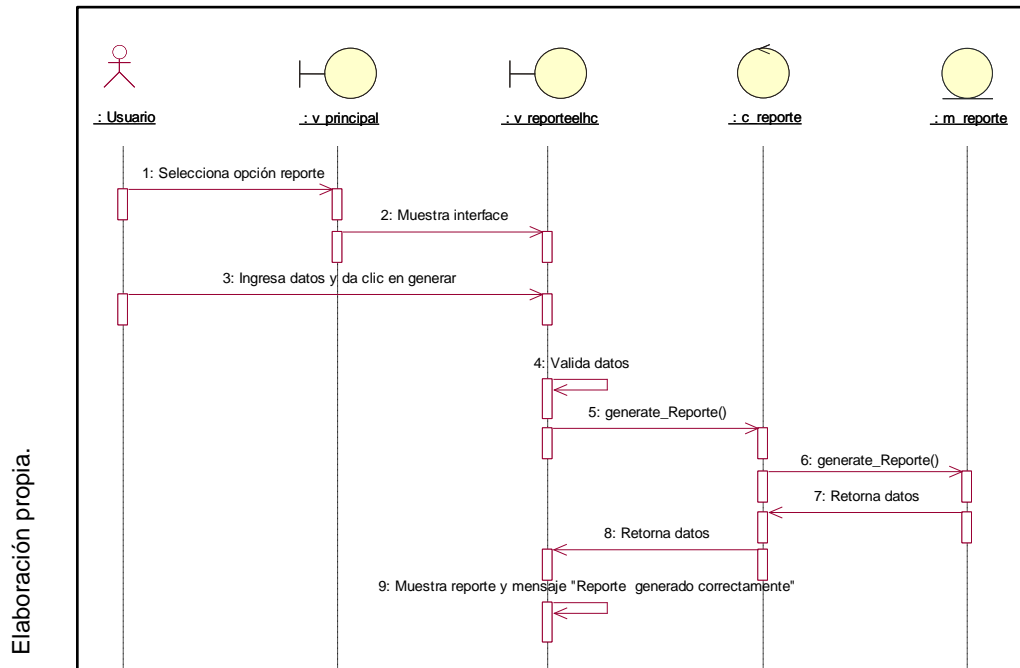 : Usuario
: v_principal
: v_reporteelhc
: c_reporte
: m_reporte
1: Selecciona opción reporte
2: Muestra interface
3: Ingresa datos y da clic en generar
4: Valida datos
5: generate_Reporte()
6: generate_Reporte()
7: Retorna datos
8: Retorna datos
9: Muestra reporte y mensaje "Reporte generado correctamente"
Elaboración propia.